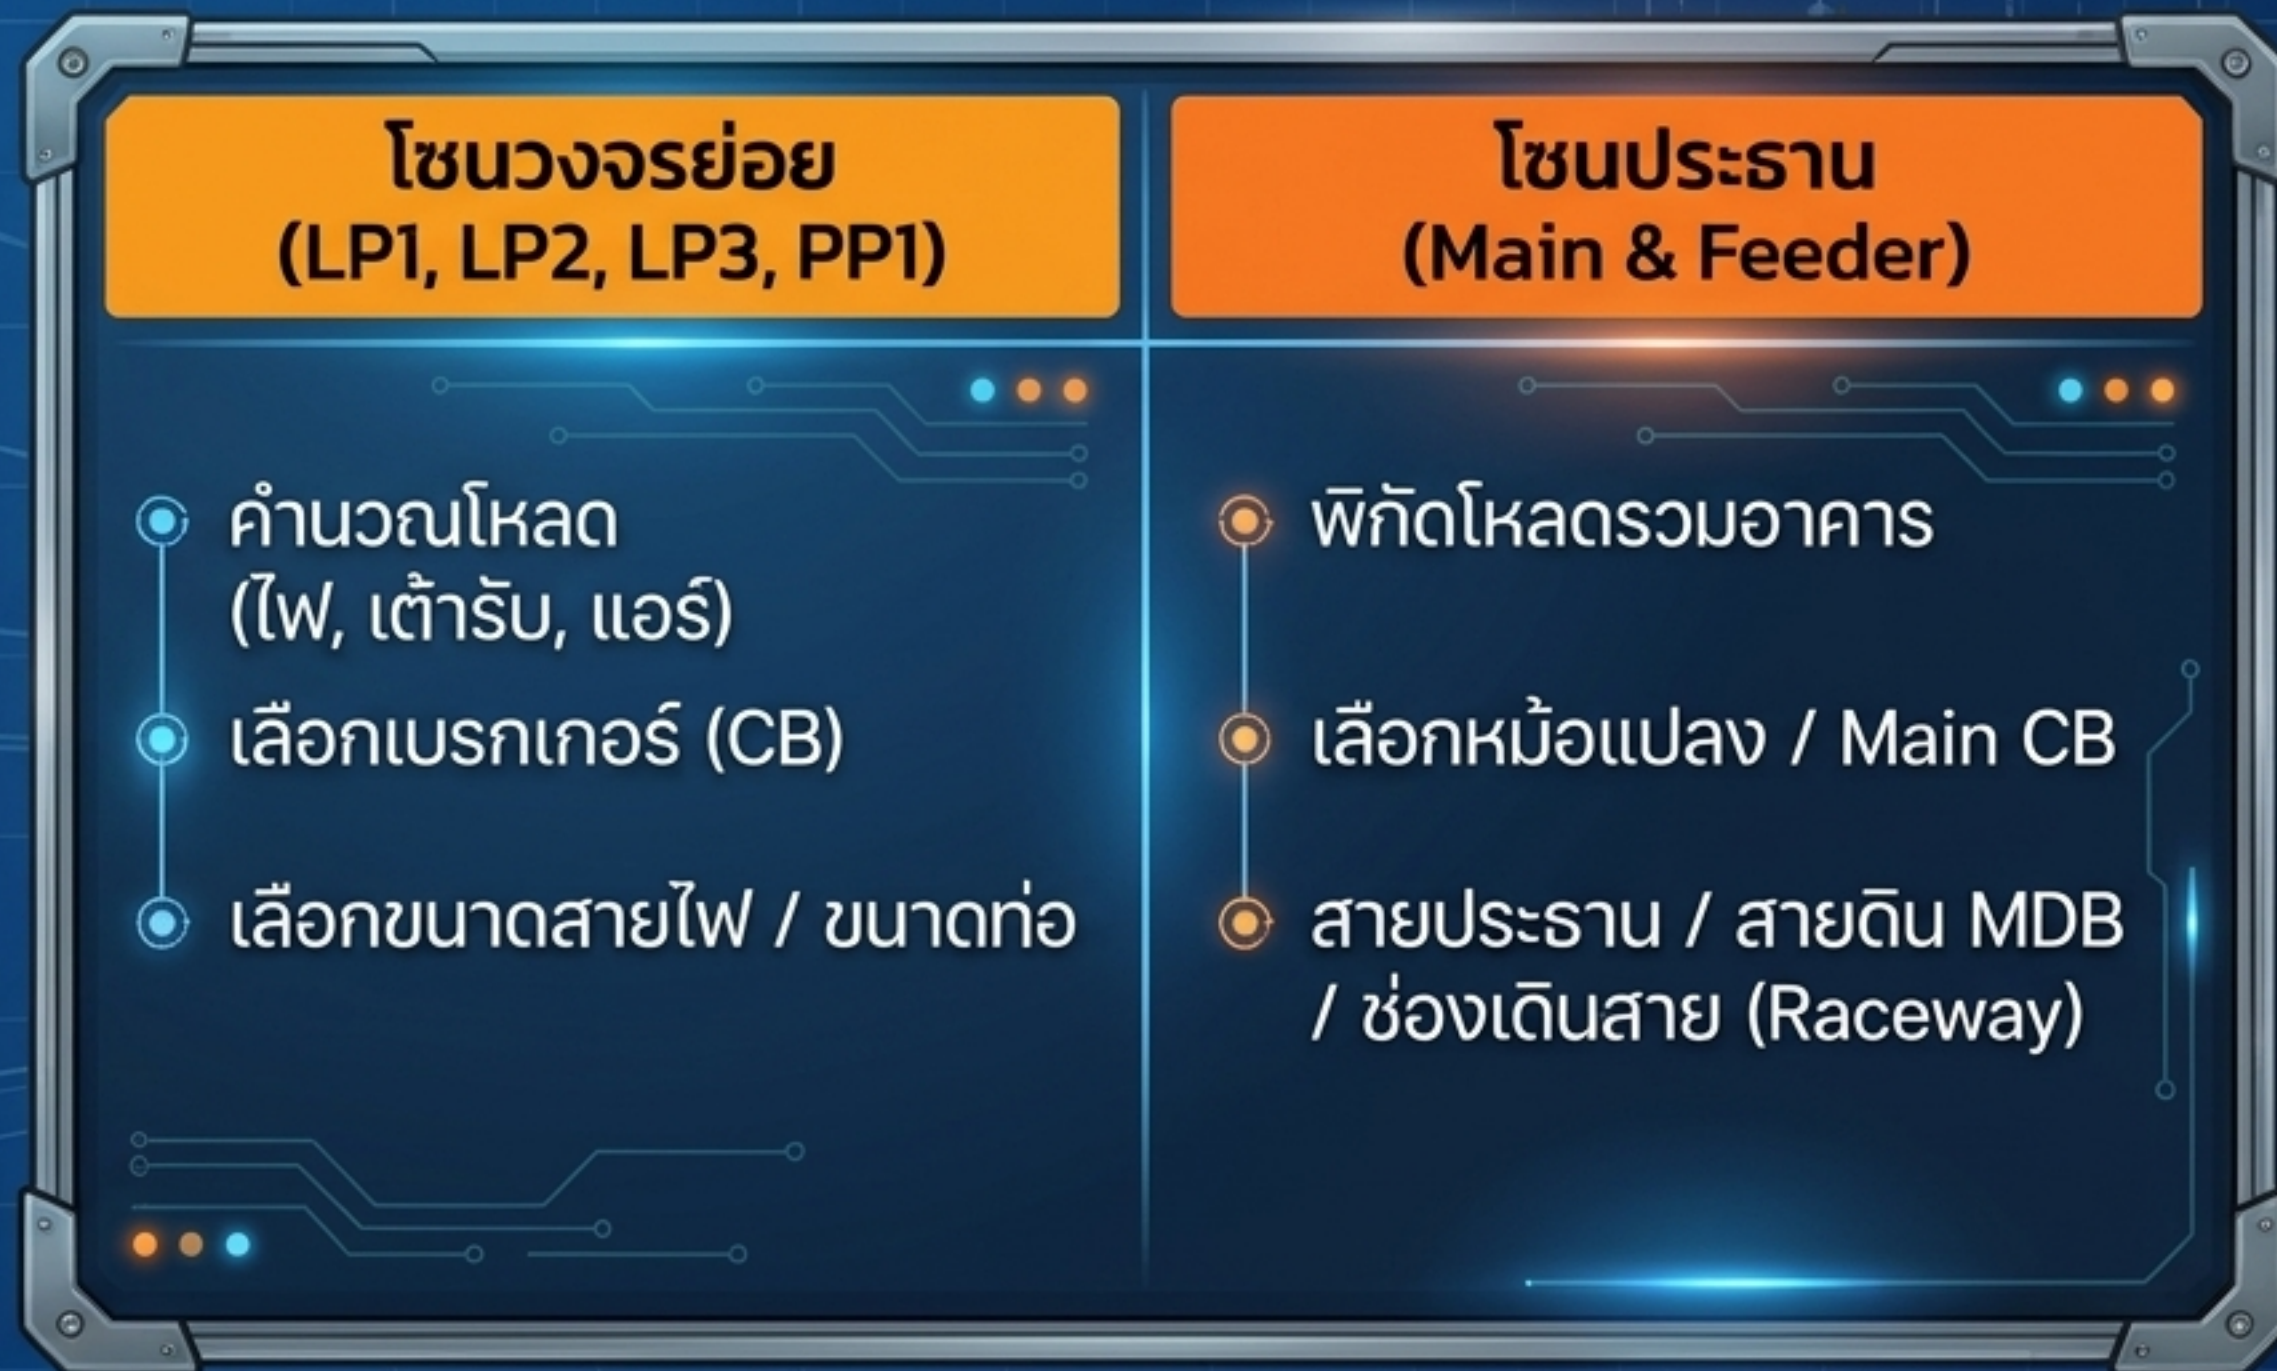 โซนวงจรย่อย
(LP1, LP2, LP3, PP1)
คำนวณโหลด
(ไฟ, เต้ารับ, แอร์)
เลือกเบรกเกอร์ (CB)
เลือกขนาดสายไฟ / ขนาดท่อ
โซนประธาน
(Main & Feeder)
พิกัดโหลดรวมอาคาร
เลือกหม้อแปลง / Main CB
สายประธาน / สายดิน MDB
/ ช่องเดินสาย (Raceway)